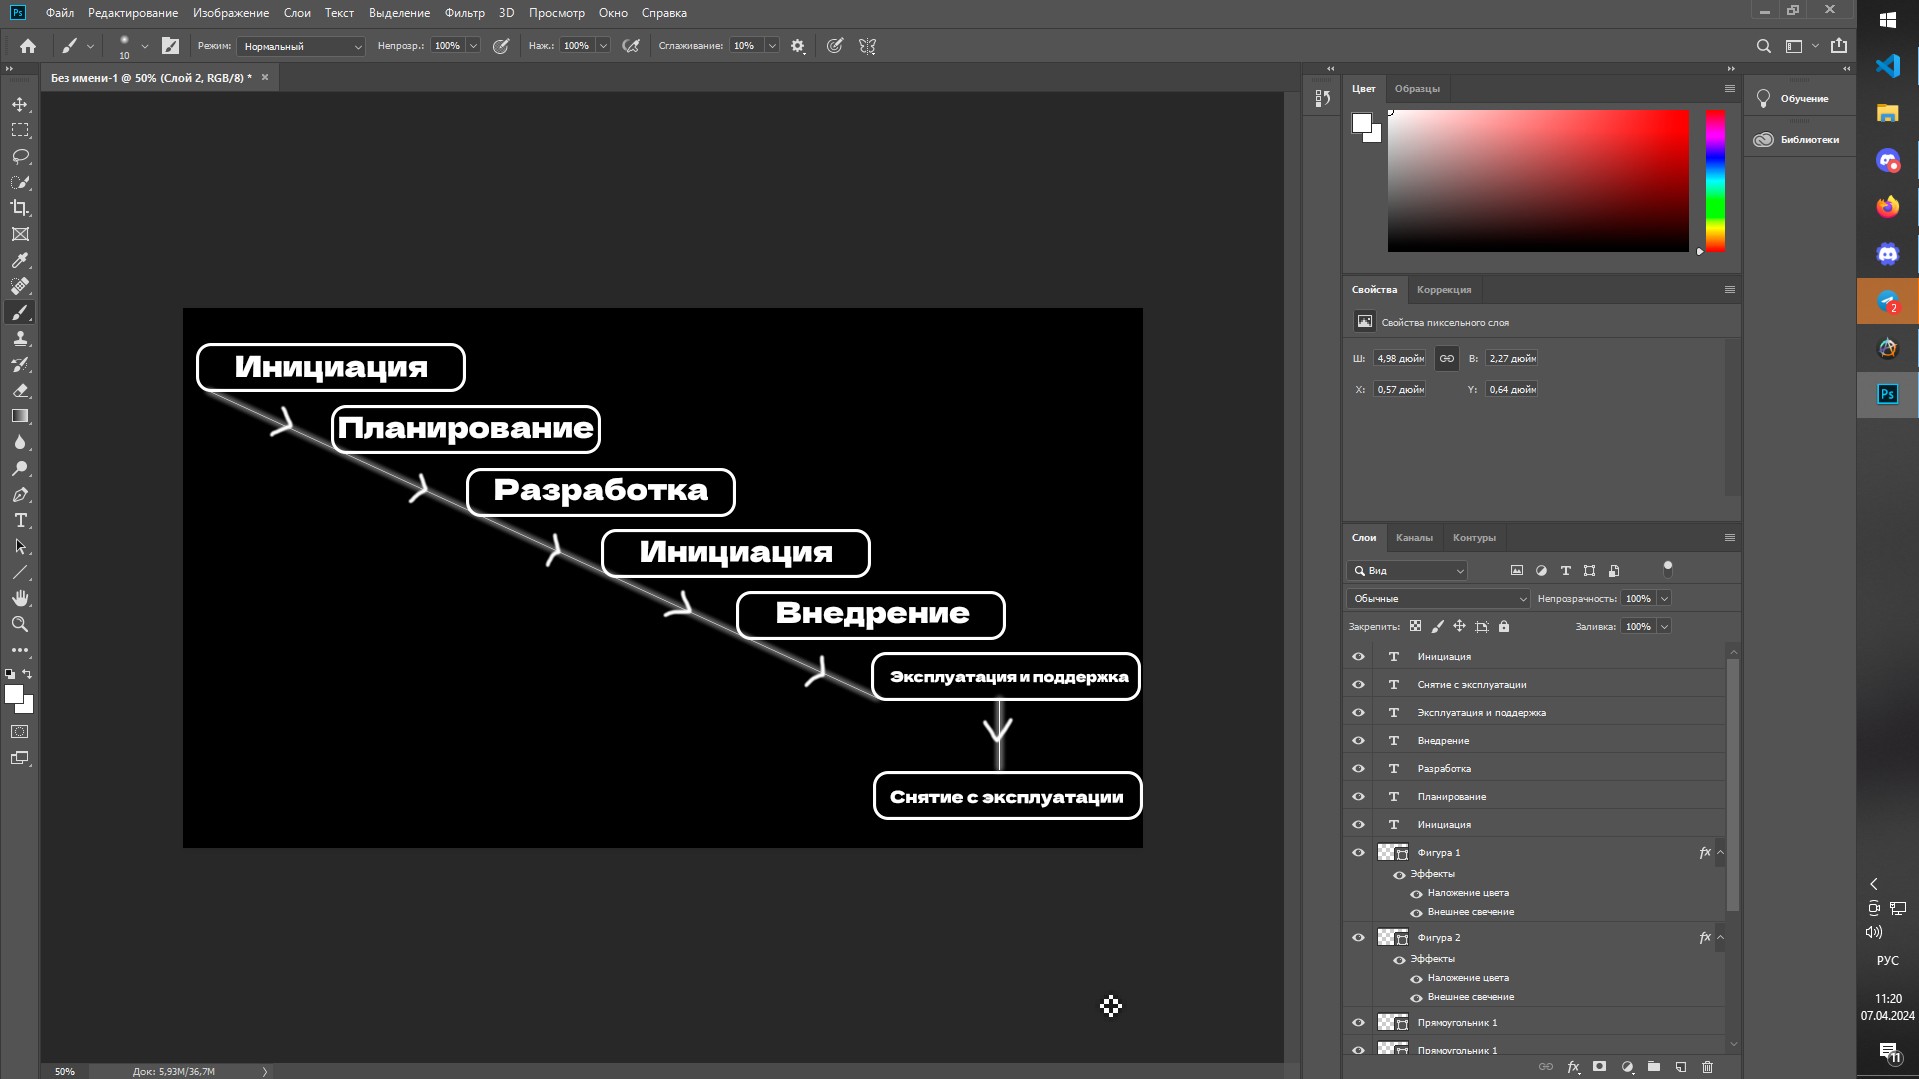 Ps Файл Редактирование Изображение Слои Текст Выделение Фильтр 3D Просмотр Окно Справка
10 Режим: Нормальный Непрозр.: 100% Наж.: 100% Сглаживание: 10%
Без имени-1 @ 50% (Слой 2, RGB/8) *
Инициация
Планирование
Разработка
Инициация
Внедрение
Эксплуатация и поддержка
Снятие с эксплуатации
50% Док: 5,93M/36,7M
Цвет Образцы
Свойства Коррекция
Свойства пиксельного слоя
Ш: 4,98 дюйм В: 2,27 дюйм
X: 0,57 дюйм Y: 0,64 дюйм
Слои Каналы Контуры
Вид
Обычные Непрозрачность: 100%
Закрепить: Заливка: 100%
Инициация
Снятие с эксплуатации
Эксплуатация и поддержка
Внедрение
Разработка
Планирование
Инициация
Фигура 1 fx
Эффекты
Наложение цвета
Внешнее свечение
Фигура 2 fx
Эффекты
Наложение цвета
Внешнее свечение
Прямоугольник 1
Прямоугольник 1
Обучение
Библиотеки
2
Ps
РУС
11:20
07.04.2024
11